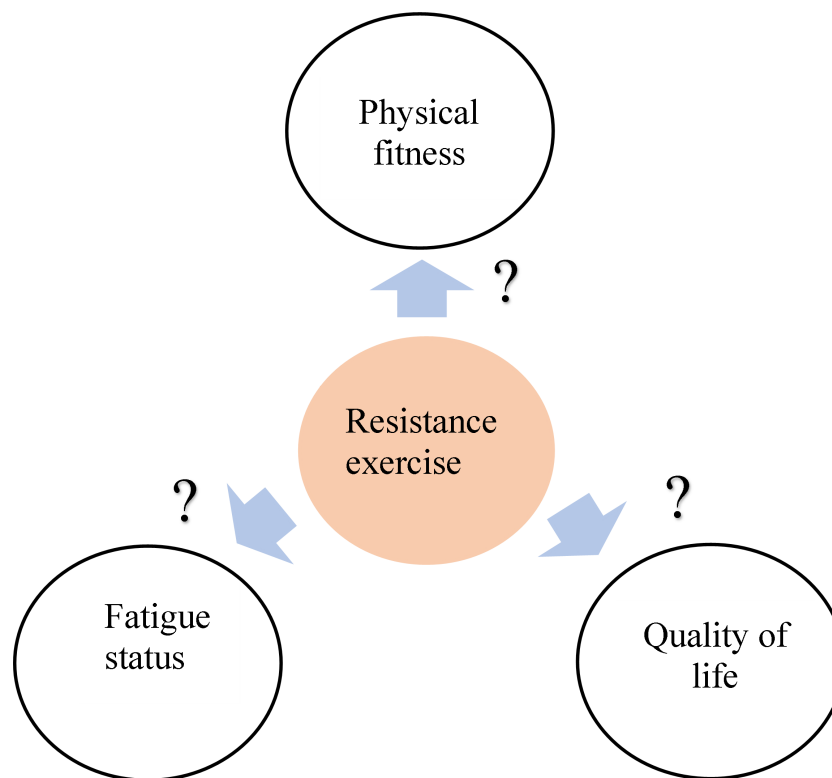 Physical
fitness
?
Resistance
exercise
?
?
Fatigue
status
Quality of
life